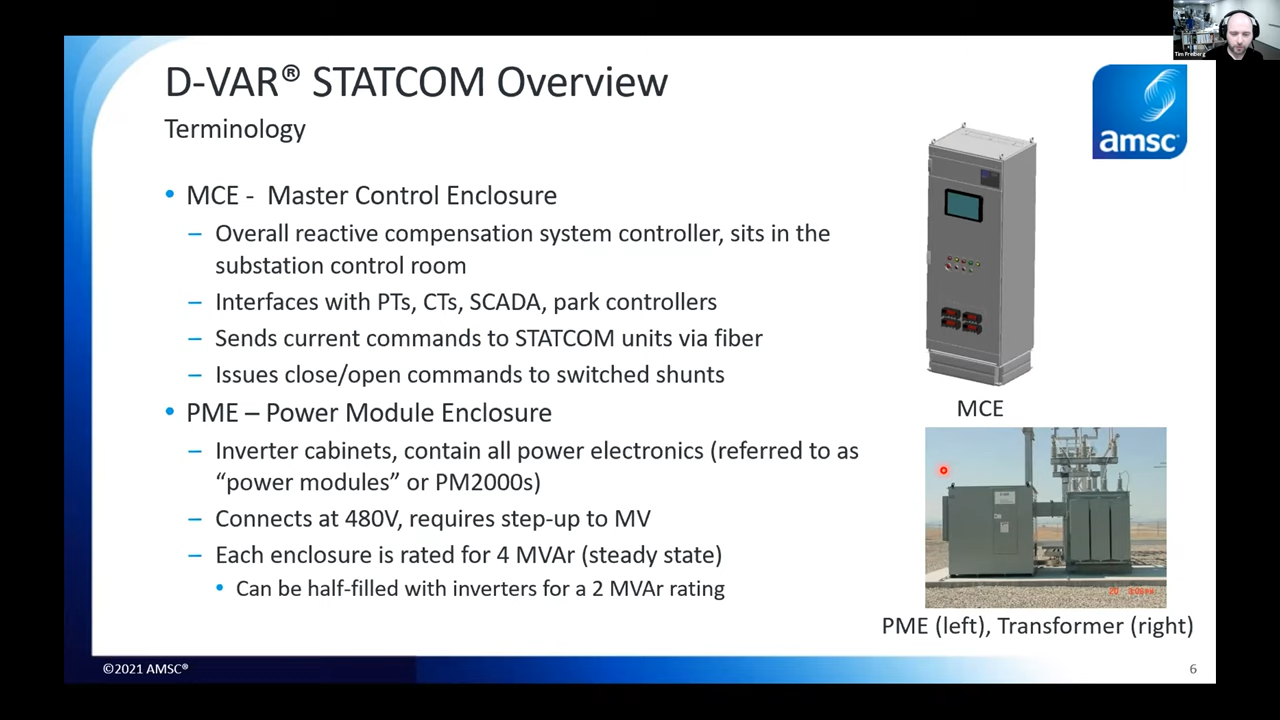 Tim Freiberg
D-VAR® STATCOM Overview
Terminology
amsc
• MCE - Master Control Enclosure
– Overall reactive compensation system controller, sits in the
substation control room
– Interfaces with PTs, CTs, SCADA, park controllers
– Sends current commands to STATCOM units via fiber
– Issues close/open commands to switched shunts
• PME – Power Module Enclosure
– Inverter cabinets, contain all power electronics (referred to as
“power modules” or PM2000s)
– Connects at 480V, requires step-up to MV
– Each enclosure is rated for 4 MVAr (steady state)
• Can be half-filled with inverters for a 2 MVAr rating
MCE
PME (left), Transformer (right)
©2021 AMSC®
6